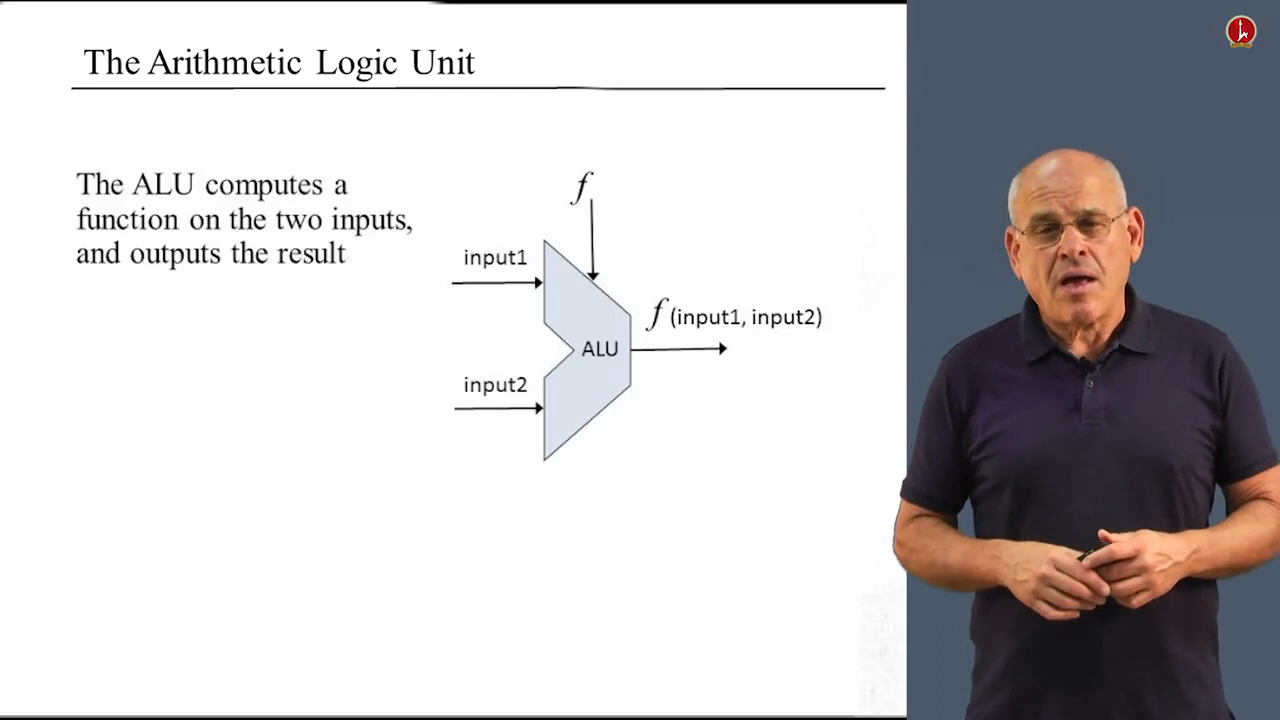 The Arithmetic Logic Unit
The ALU computes a
function on the two inputs,
and outputs the result
f
input1
f (input1, input2)
ALU
input2